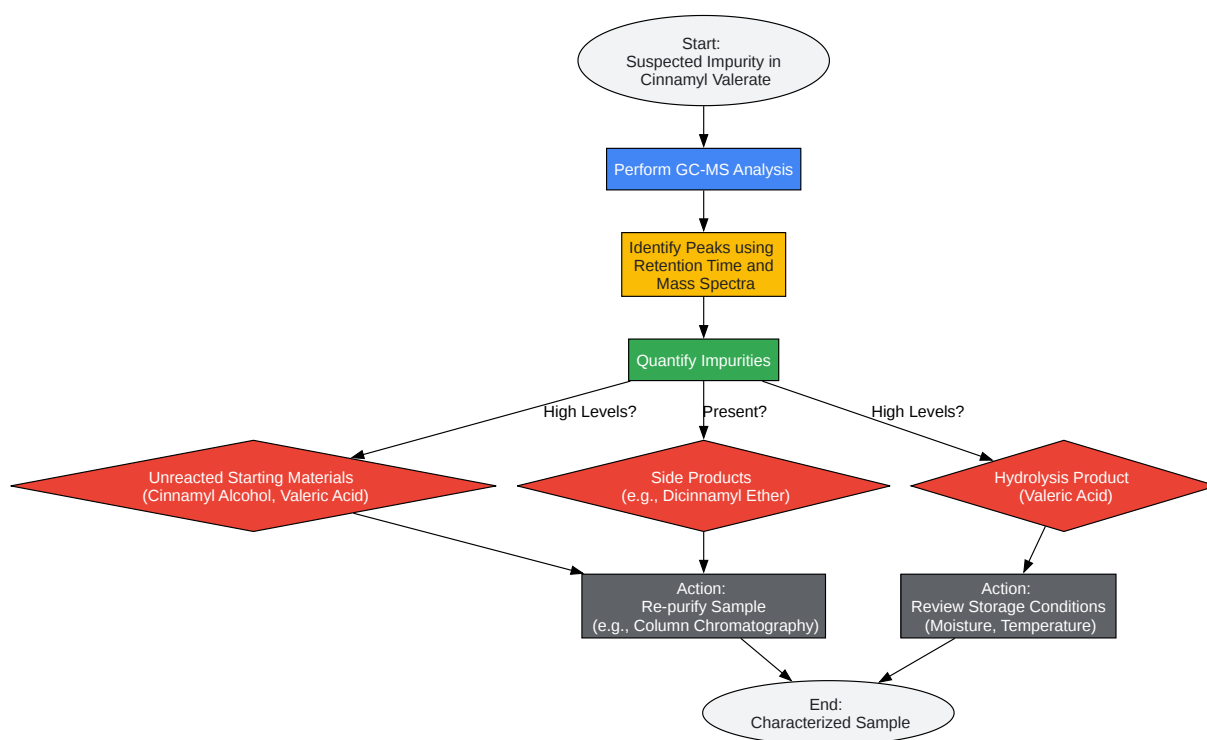 Start:
Suspected Impurity in
Cinnamyl Valerate
Perform GC-MS Analysis
Identify Peaks using
Retention Time and
Mass Spectra
Quantify Impurities
High Levels?
Present?
High Levels?
Unreacted Starting Materials
(Cinnamyl Alcohol, Valeric Acid)
Side Products
(e.g., Dicinnamyl Ether)
Hydrolysis Product
(Valeric Acid)
Action:
Re-purify Sample
(e.g., Column Chromatography)
Action:
Review Storage Conditions
(Moisture, Temperature)
End:
Characterized Sample